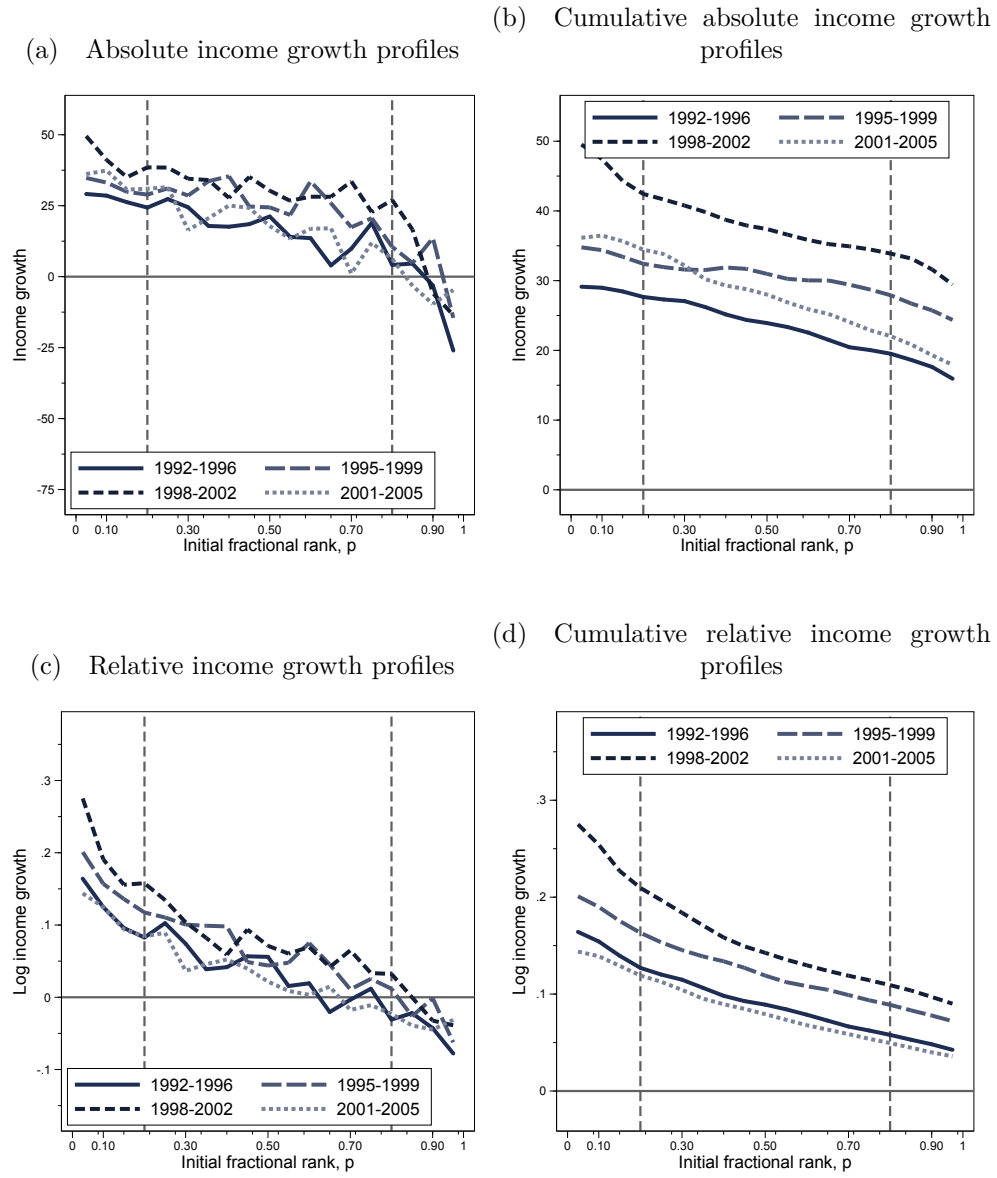 (a) Absolute income growth profiles
(b) Cumulative absolute income growth
profiles
50
25
0
-25
-50
-75
Income growth
1992-1996 1995-1999
1998-2002 2001-2005
0 0.10 0.30 0.50 0.70 0.90 1
Initial fractional rank, p
1992-1996 1995-1999
1998-2002 2001-2005
50
40
30
20
10
0
Income growth
0 0.10 0.30 0.50 0.70 0.90 1
Initial fractional rank, p
(c) Relative income growth profiles
(d) Cumulative relative income growth
profiles
.3
.2
.1
0
-.1
Log income growth
1992-1996 1995-1999
1998-2002 2001-2005
0 0.10 0.30 0.50 0.70 0.90 1
Initial fractional rank, p
1992-1996 1995-1999
1998-2002 2001-2005
.3
.2
.1
0
Log income growth
0 0.10 0.30 0.50 0.70 0.90 1
Initial fractional rank, p